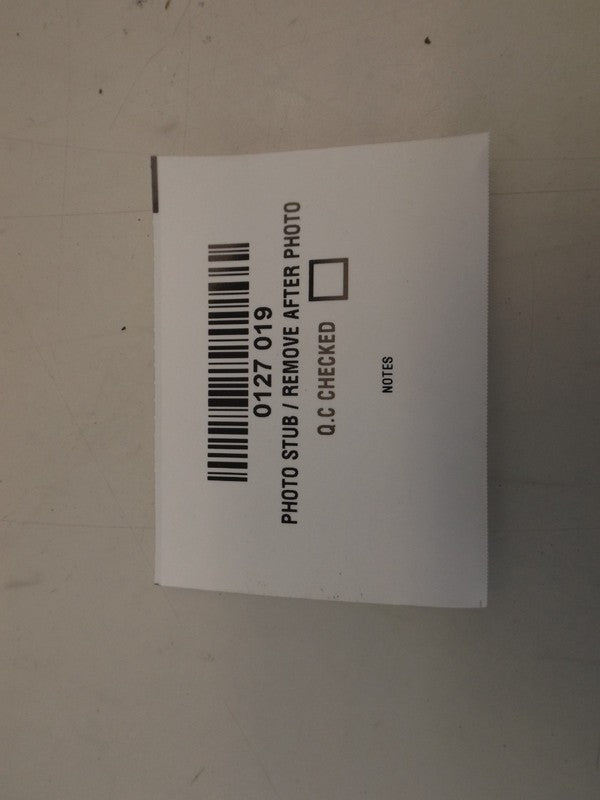 0127 019
PHOTO STUB / REMOVE AFTER PHOTO
Q.C CHECKED
NOTES